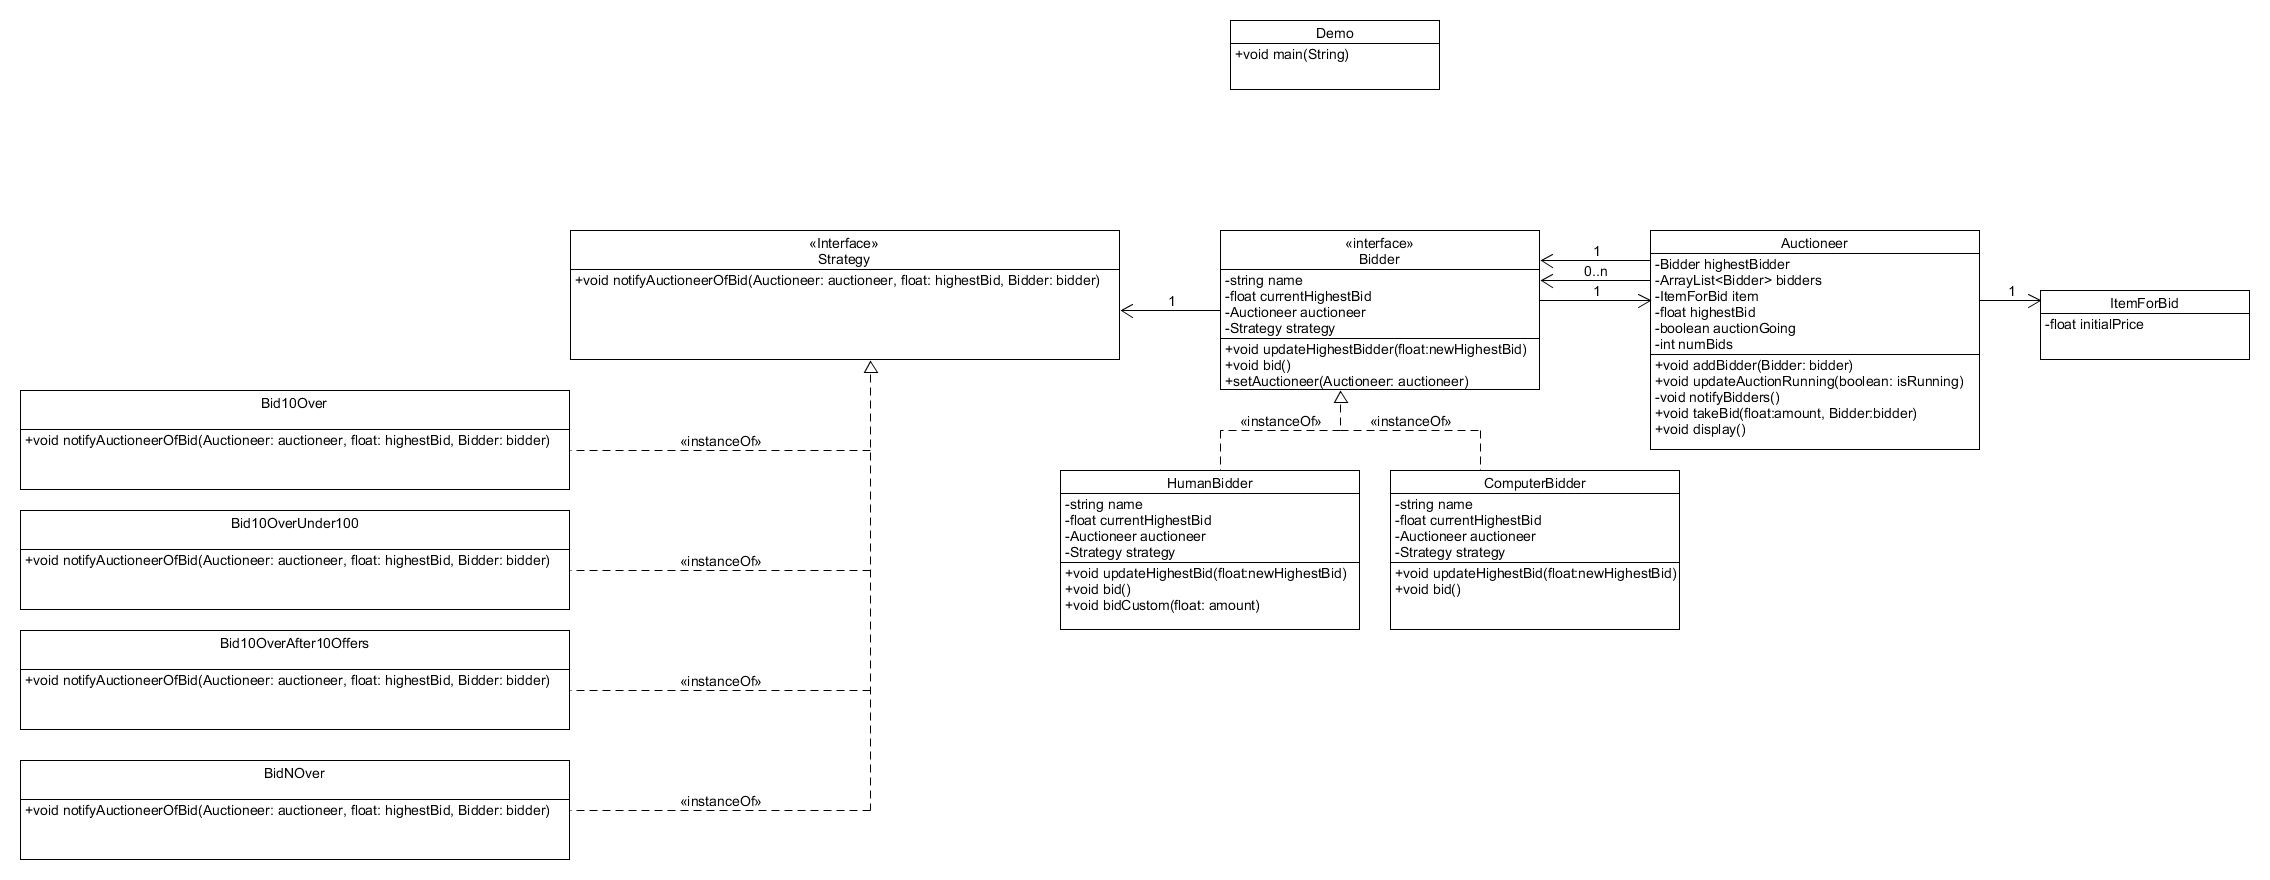 Demo
+void main(String)
«Interface»
Strategy
+void notifyAuctioneerOfBid(Auctioneer: auctioneer, float: highestBid, Bidder: bidder)
1
«interface»
Bidder
-string name
-float currentHighestBid
-Auctioneer auctioneer
-Strategy strategy
+void updateHighestBidder(float:newHighestBid)
+void bid()
+setAuctioneer(Auctioneer: auctioneer)
1
0..n
1
Auctioneer
-Bidder highestBidder
-ArrayList<Bidder> bidders
-ItemForBid item
-float highestBid
-boolean auctionGoing
-int numBids
+void addBidder(Bidder: bidder)
+void updateAuctionRunning(boolean: isRunning)
-void notifyBidders()
+void takeBid(float:amount, Bidder:bidder)
+void display()
1
ItemForBid
-float initialPrice
«instanceOf»
«instanceOf»
HumanBidder
-string name
-float currentHighestBid
-Auctioneer auctioneer
-Strategy strategy
+void updateHighestBid(float:newHighestBid)
+void bid()
+void bidCustom(float: amount)
ComputerBidder
-string name
-float currentHighestBid
-Auctioneer auctioneer
-Strategy strategy
+void updateHighestBid(float:newHighestBid)
+void bid()
Bid10Over
+void notifyAuctioneerOfBid(Auctioneer: auctioneer, float: highestBid, Bidder: bidder)
«instanceOf»
Bid10OverUnder100
+void notifyAuctioneerOfBid(Auctioneer: auctioneer, float: highestBid, Bidder: bidder)
«instanceOf»
Bid10OverAfter10Offers
+void notifyAuctioneerOfBid(Auctioneer: auctioneer, float: highestBid, Bidder: bidder)
«instanceOf»
BidNOver
+void notifyAuctioneerOfBid(Auctioneer: auctioneer, float: highestBid, Bidder: bidder)
«instanceOf»